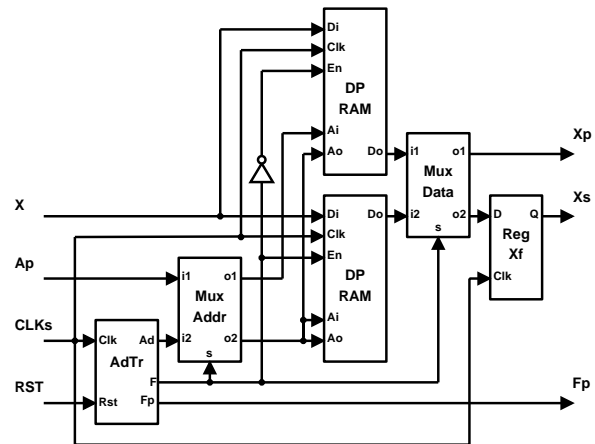 Di
Clk
En
DP
RAM
Ai
Ao
Do
i1
o1
Mux
Data
i2
o2
s
Xp
X
Di
Do
Clk
En
DP
RAM
Ai
Ao
D
Q
Reg
Xf
Clk
Xs
Ap
i1
o1
Mux
Addr
i2
o2
s
CLKs
Clk
Ad
AdTr
F
RST
Rst
Fp
Fp